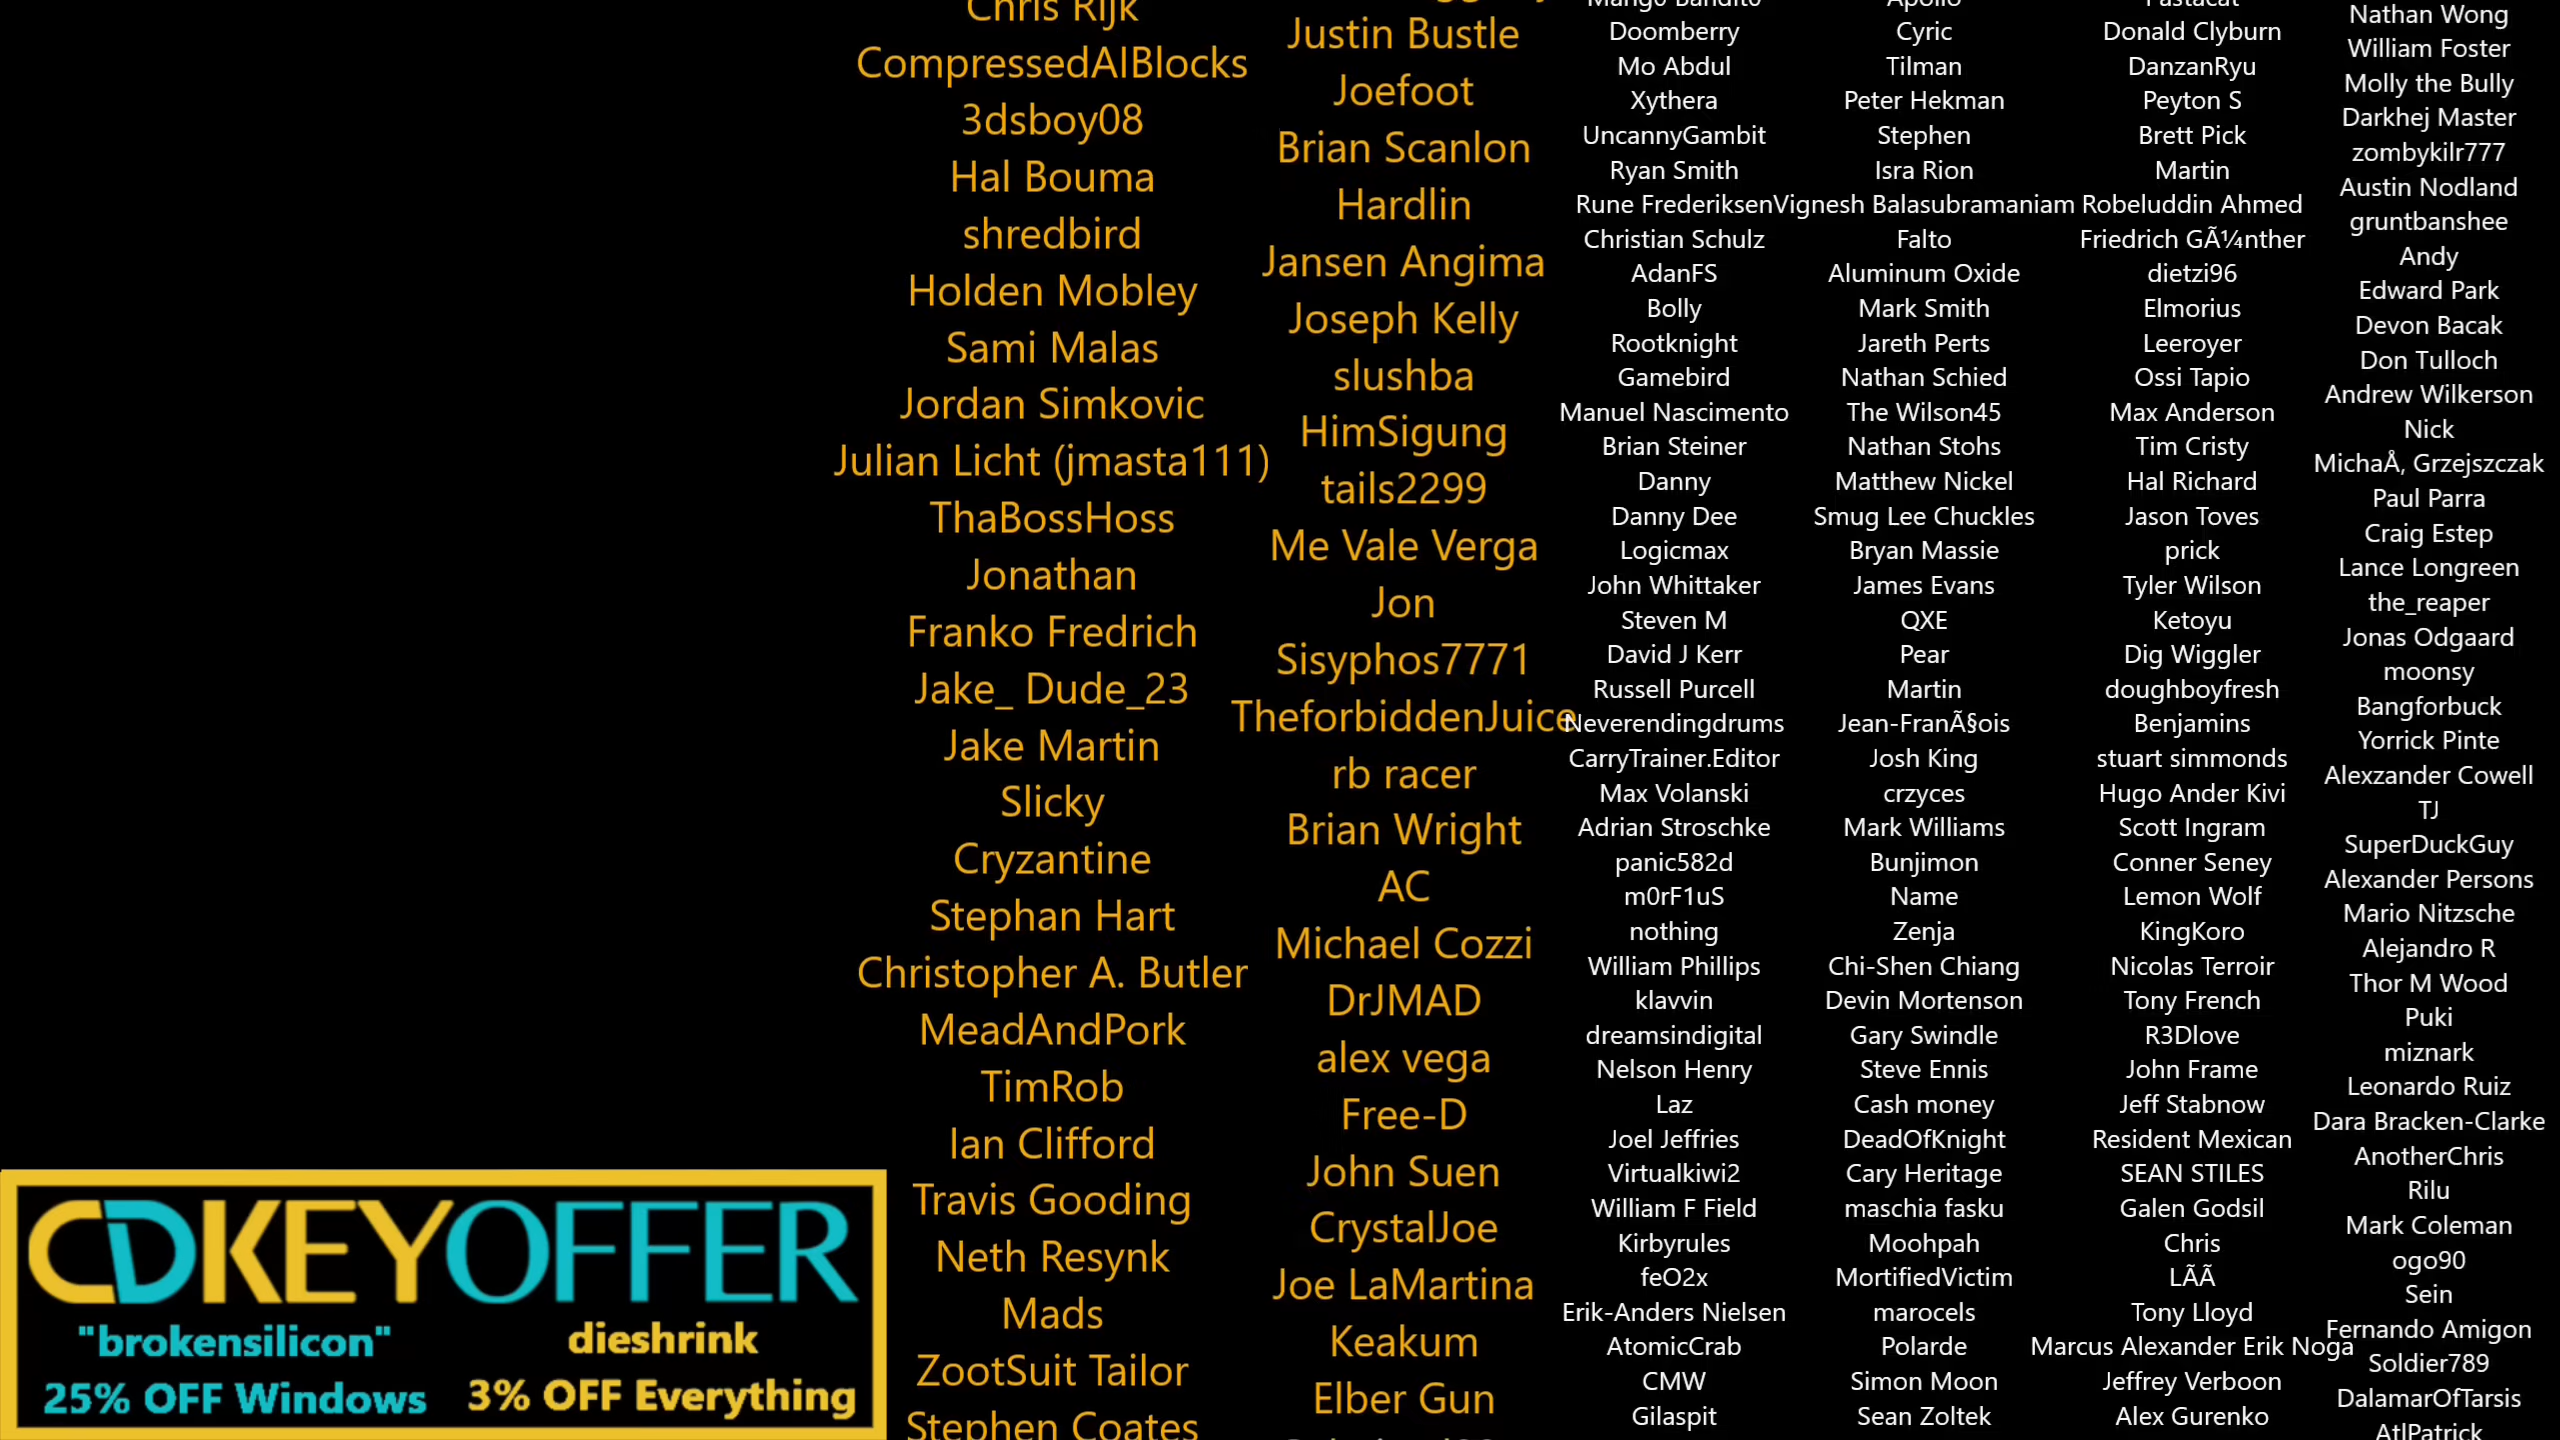 Chris Rijk
CompressedAIBlocks
3dsboy08
Hal Bouma
shredbird
Holden Mobley
Sami Malas
Jordan Simkovic
Julian Licht (jmasta111)
ThaBossHoss
Jonathan
Franko Fredrich
Jake_ Dude_23
Jake Martin
Slicky
Cryzantine
Stephan Hart
Christopher A. Butler
MeadAndPork
TimRob
Ian Clifford
Travis Gooding
Neth Resynk
Mads
ZootSuit Tailor
Stephen Coates
Justin Bustle
Joefoot
Brian Scanlon
Hardlin
Jansen Angima
Joseph Kelly
slushba
HimSigung
tails2299
Me Vale Verga
Jon
Sisyphos7771
TheforbiddenJuice
rb racer
Brian Wright
AC
Michael Cozzi
DrJMAD
alex vega
Free-D
John Suen
CrystalJoe
Joe LaMartina
Keakum
Elber Gun
Mang0 Bandit0
Doomberry
Mo Abdul
Xythera
UncannyGambit
Ryan Smith
Rune Frederiksen
Christian Schulz
AdanFS
Bolly
Rootknight
Gamebird
Manuel Nascimento
Brian Steiner
Danny
Danny Dee
Logicmax
John Whittaker
Steven M
David J Kerr
Russell Purcell
Neverendingdrums
CarryTrainer.Editor
Max Volanski
Adrian Stroschke
panic582d
m0rF1uS
nothing
William Phillips
klavvin
dreamsindigital
Nelson Henry
Laz
Joel Jeffries
Virtualkiwi2
William F Field
Kirbyrules
feO2x
Erik-Anders Nielsen
AtomicCrab
CMW
Gilaspit
Apollo
Cyric
Tilman
Peter Hekman
Stephen
Isra Rion
Vignesh Balasubramaniam
Falto
Aluminum Oxide
Mark Smith
Jareth Perts
Nathan Schied
The Wilson45
Nathan Stohs
Matthew Nickel
Smug Lee Chuckles
Bryan Massie
James Evans
QXE
Pear
Martin
Jean-FranÃ§ois
Josh King
crzyces
Mark Williams
Bunjimon
Name
Zenja
Chi-Shen Chiang
Devin Mortenson
Gary Swindle
Steve Ennis
Cash money
DeadOfKnight
Cary Heritage
maschia fasku
Moohpah
MortifiedVictim
marocels
Polarde
Simon Moon
Sean Zoltek
Pastacat
Donald Clyburn
DanzanRyu
Peyton S
Brett Pick
Martin
Robeluddin Ahmed
Friedrich GÃ¼nther
dietzi96
Elmorius
Leeroyer
Ossi Tapio
Max Anderson
Tim Cristy
Hal Richard
Jason Toves
prick
Tyler Wilson
Ketoyu
Dig Wiggler
doughboyfresh
Benjamins
stuart simmonds
Hugo Ander Kivi
Scott Ingram
Conner Seney
Lemon Wolf
KingKoro
Nicolas Terroir
Tony French
R3Dlove
John Frame
Jeff Stabnow
Resident Mexican
SEAN STILES
Galen Godsil
Chris
LÃÃ
Tony Lloyd
Marcus Alexander Erik Noga
Jeffrey Verboon
Alex Gurenko
Nathan Wong
William Foster
Molly the Bully
Darkhej Master
zombykilr777
Austin Nodland
gruntbanshee
Andy
Edward Park
Devon Bacak
Don Tulloch
Andrew Wilkerson
Nick
MichaÅ‚ Grzejszczak
Paul Parra
Craig Estep
Lance Longreen
the_reaper
Jonas Odgaard
moonsy
Bangforbuck
Yorrick Pinte
Alexzander Cowell
TJ
SuperDuckGuy
Alexander Persons
Mario Nitzsche
Alejandro R
Thor M Wood
Puki
miznark
Leonardo Ruiz
Dara Bracken-Clarke
AnotherChris
Rilu
Mark Coleman
ogo90
Sein
Fernando Amigon
Soldier789
DalamarOfTarsis
AtlPatrick
CDKEYOFFER
"brokensilicon"
25% OFF Windows
dieshrink
3% OFF Everything